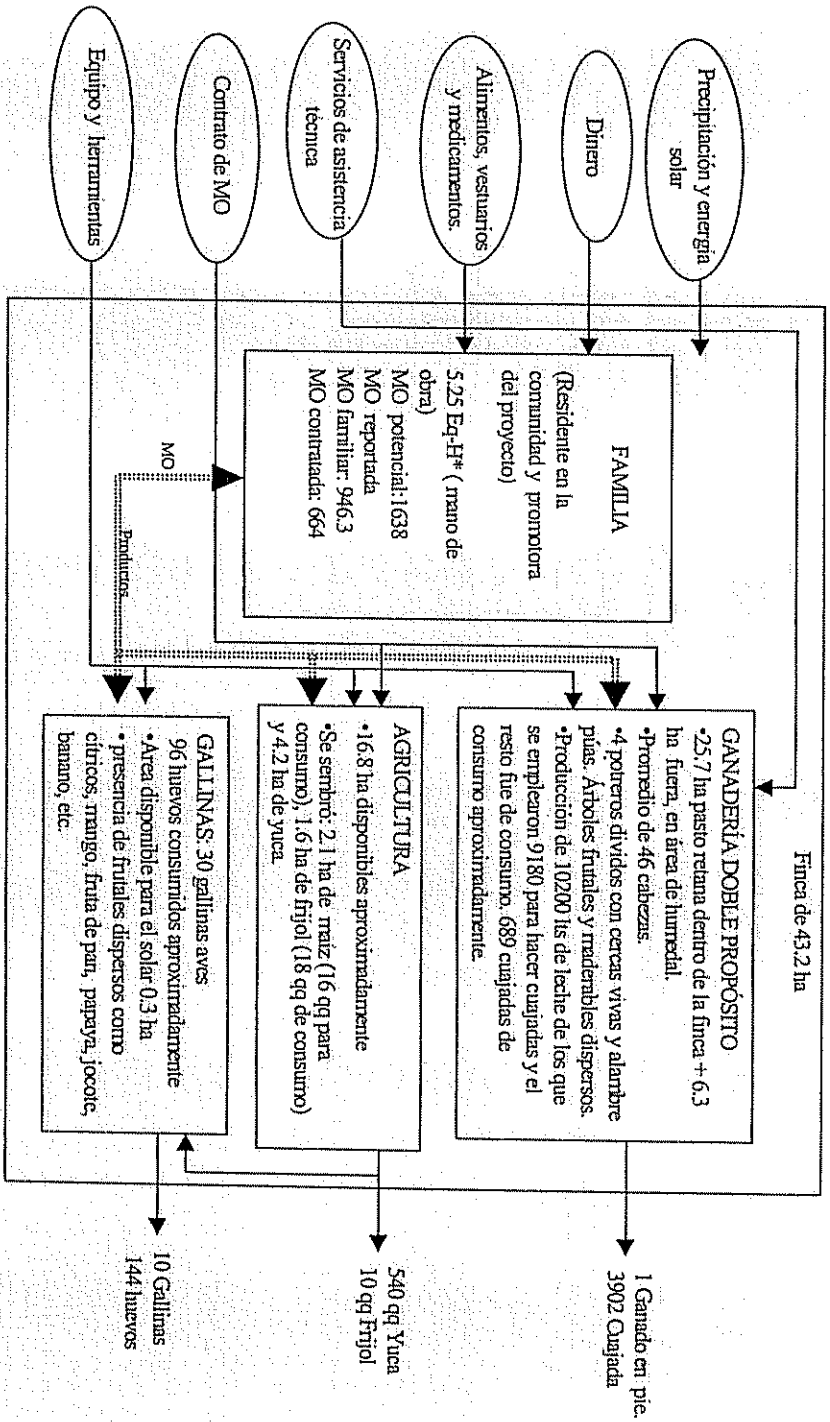 Finca de 43.2 ha
Precipitación y energía
solar
Dinero
Alimentos, vestuarios
y medicamentos.
Servicios de asistencia
técnica
Contrato de MO
Equipo y herramientas
FAMILIA
(Residente en la
comunidad y promotora
del proyecto)
5.25 Eq-H* ( mano de
obra)
MO potencial:1638
MO reportada
MO familiar: 946.3
MO contratada: 664
MO
Productos
GANADERÍA DOBLE PROPÓSITO
•25.7 ha pasto retana dentro de la finca + 6.3
ha fuera, en área de humedal.
•Promedio de 46 cabezas.
•4 potreros dividos con cercas vivas y alambre
púas. Árboles frutales y maderables dispersos.
•Producción de 10200 lts de leche de los que
se emplearon 9180 para hacer cuajadas y el
resto fue de consumo. 689 cuajadas de
consumo aproximadamente.
AGRICULTURA
•16.8 ha disponibles aproximadamente
•Se sembró: 2.1 ha de maíz (16 qq para
consumo), 1.6 ha de frijol (18 qq de consumo)
y 4.2 ha de yuca
GALLINAS: 30 gallinas aves
96 huevos consumidos aproximadamente
•Area disponible para el solar 0.3 ha
• presencia de frutales dispersos como
cítricos, mango, fruta de pan, papaya, jocote,
banano, etc.
1 Ganado en pie.
3902 Cuajada
540 qq Yuca
10 qq Frijol
10 Gallinas
144 huevos